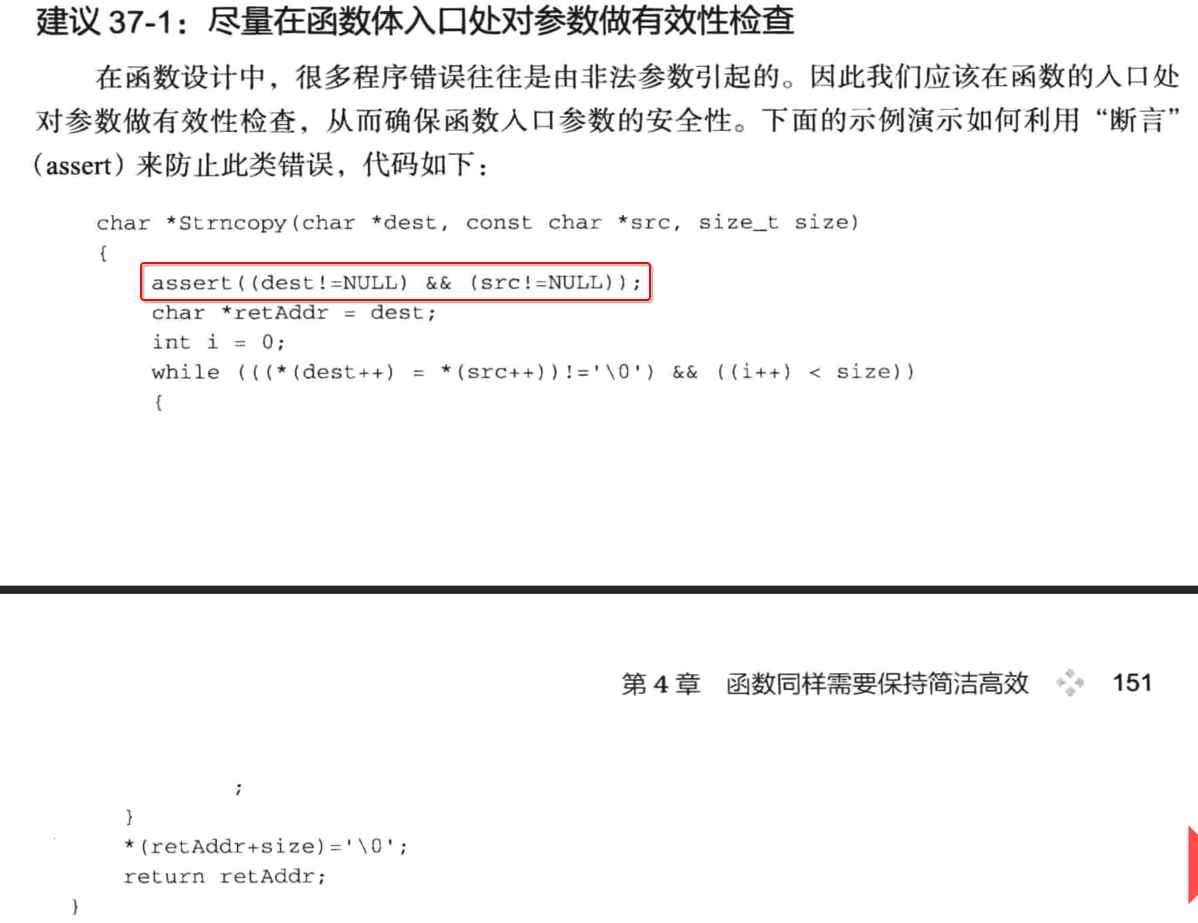 建议 37-1：尽量在函数体入口处对参数做有效性检查
在函数设计中，很多程序错误往往是由非法参数引起的。因此我们应该在函数的入口处
对参数做有效性检查，从而确保函数入口参数的安全性。下面的示例演示如何利用“断言”
（assert）来防止此类错误，代码如下：
char *Strncopy(char *dest, const char *src, size_t size)
{
assert((dest!=NULL) && (src!=NULL));
char *retAddr = dest;
int i = 0;
while (((*(dest++) = *(src++))!='\0') && ((i++) < size))
{
第 4 章 函数同样需要保持简洁高效 151
;
}
*(retAddr+size)='\0';
return retAddr;
}